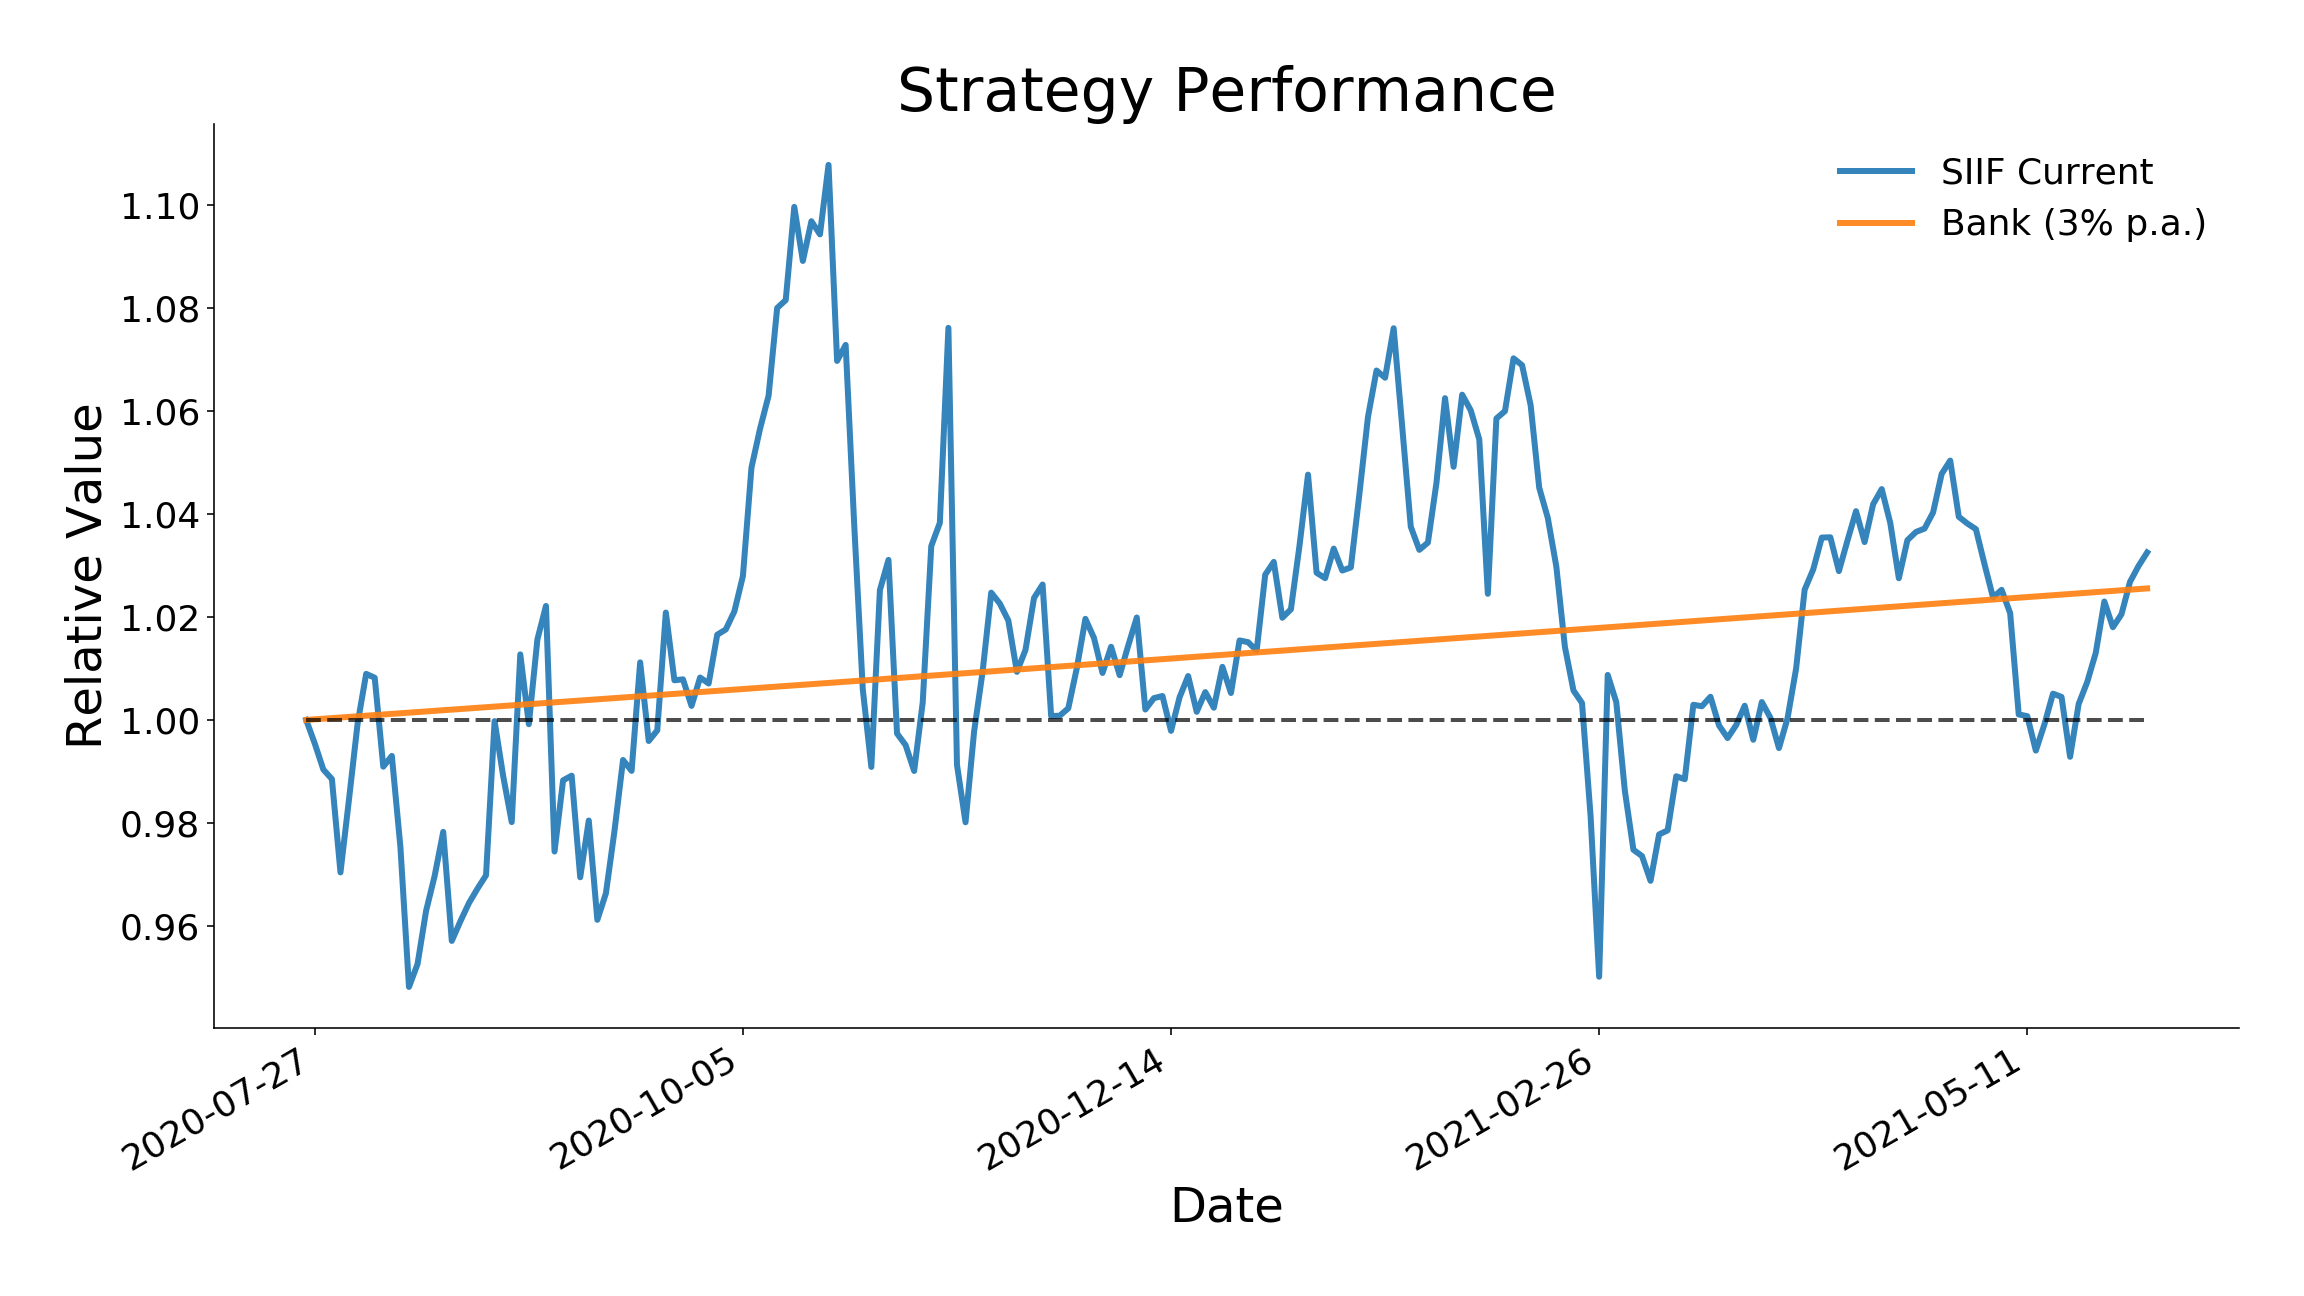 Strategy Performance
SIIF Current
Bank (3% p.a.)
Relative Value
1.10
1.08
1.06
1.04
1.02
1.00
0.98
0.96
2020-07-27
2020-10-05
2020-12-14
2021-02-26
2021-05-11
Date